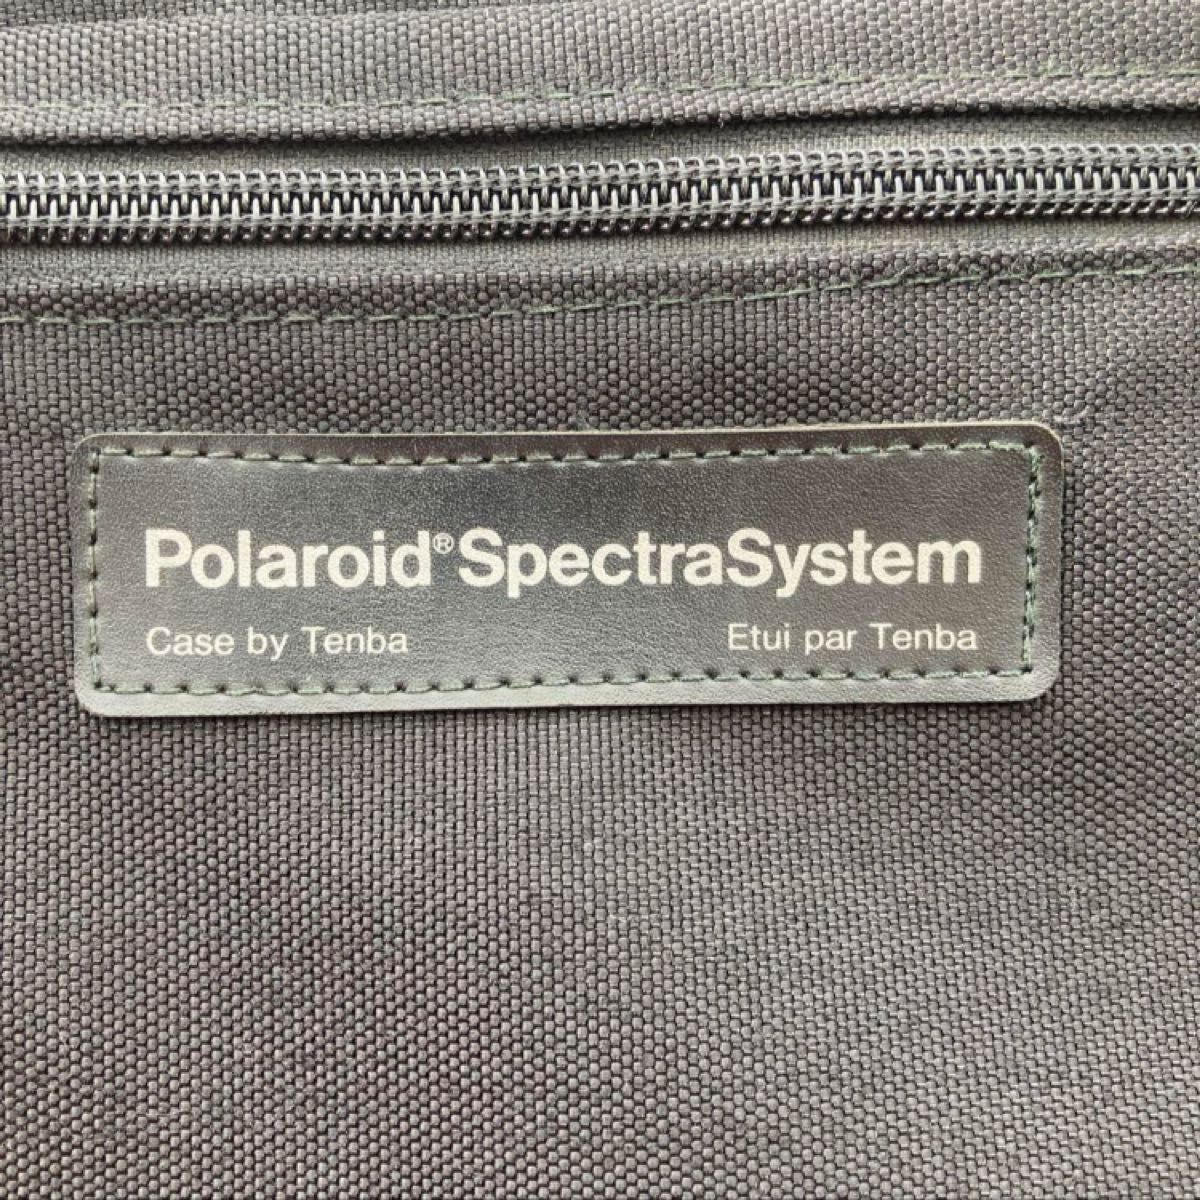 Polaroid®SpectraSystem
Case by Tenba Etui par Tenba